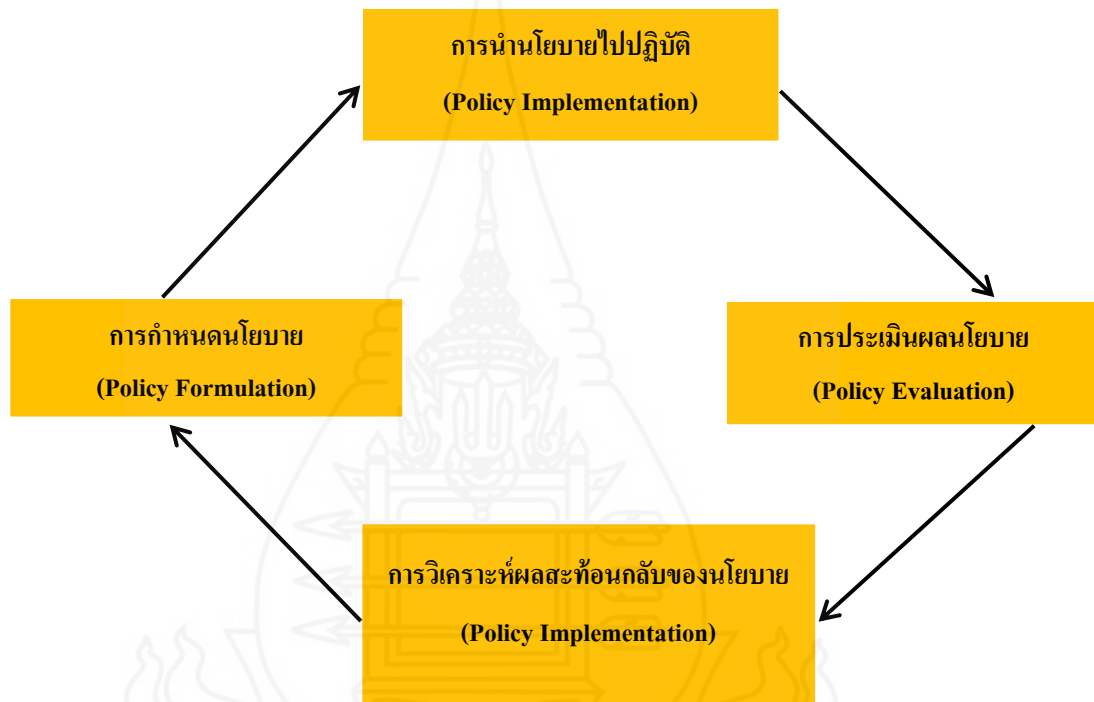 การนำนโยบายไปปฏิบัติ
(Policy Implementation)
การกำหนดนโยบาย
(Policy Formulation)
การประเมินผลนโยบาย
(Policy Evaluation)
การวิเคราะห์ผลสะท้อนกลับของนโยบาย
(Policy Implementation)